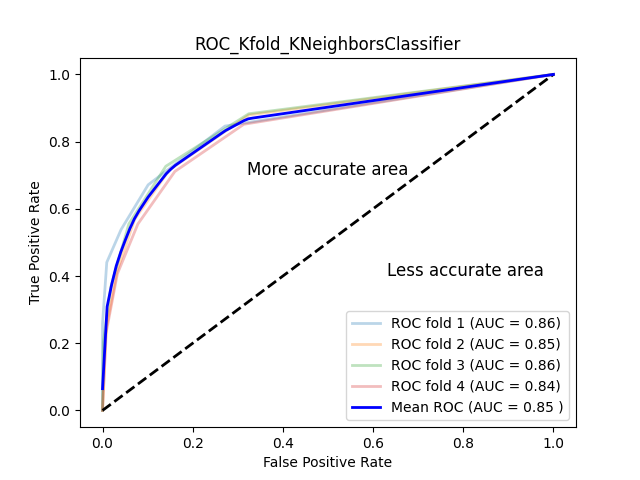 ROC_Kfold_KNeighborsClassifier
True Positive Rate
1.0
0.8
0.6
0.4
0.2
0.0
More accurate area
Less accurate area
ROC fold 1 (AUC = 0.86)
ROC fold 2 (AUC = 0.85)
ROC fold 3 (AUC = 0.86)
ROC fold 4 (AUC = 0.84)
Mean ROC (AUC = 0.85 )
0.0 0.2 0.4 0.6 0.8 1.0
False Positive Rate